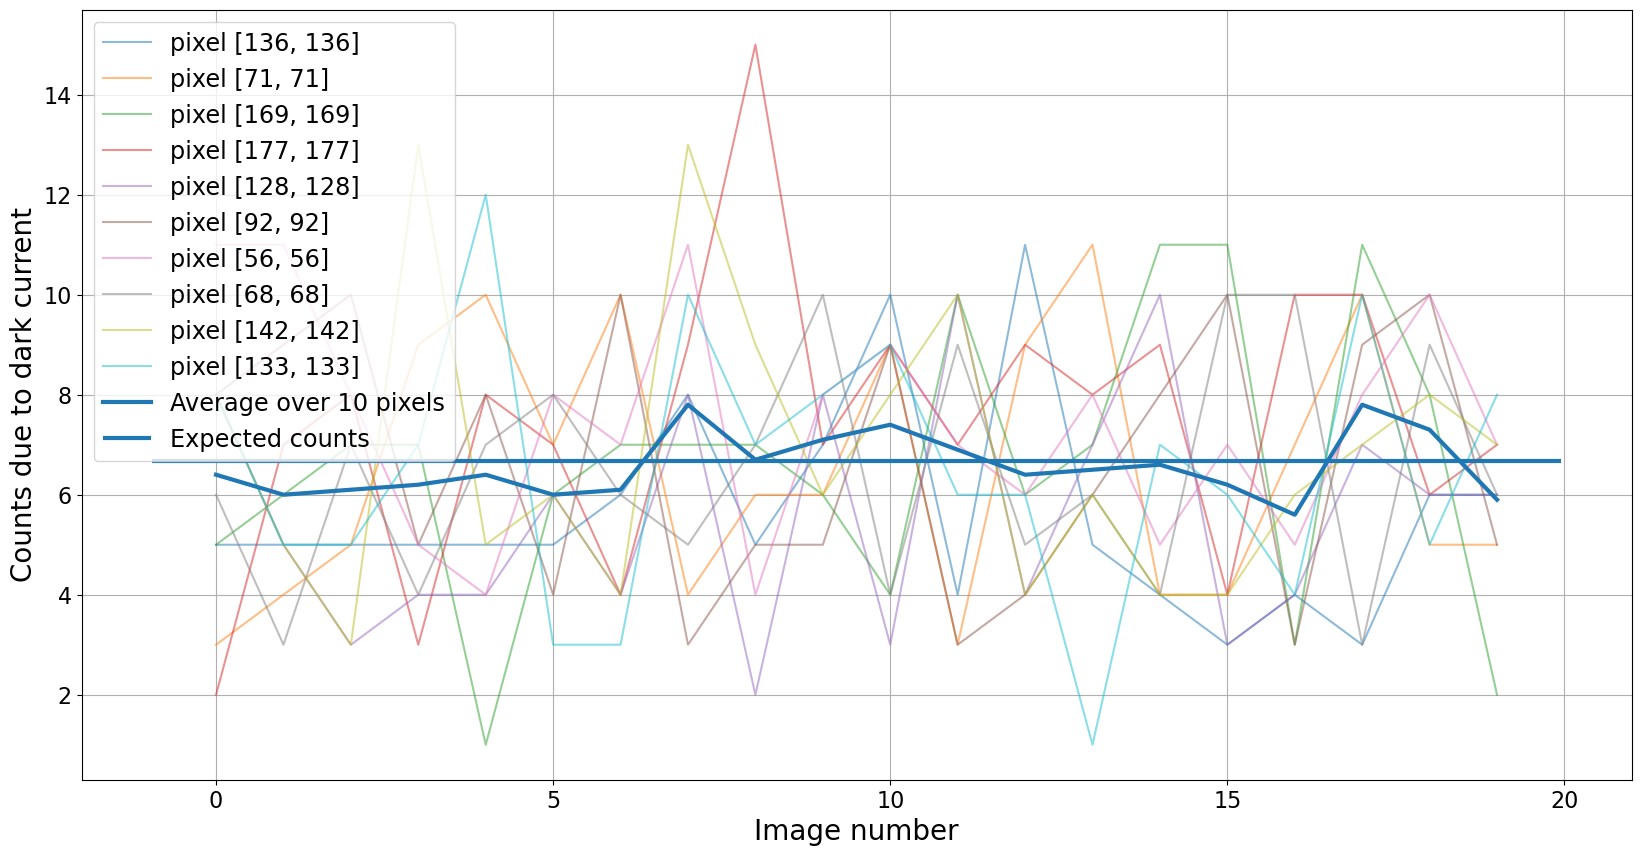 pixel [136, 136]
pixel [71, 71]
pixel [169, 169]
pixel [177, 177]
pixel [128, 128]
pixel [92, 92]
pixel [56, 56]
pixel [68, 68]
pixel [142, 142]
pixel [133, 133]
Average over 10 pixels
Expected counts
Counts due to dark current
14
12
10
8
6
4
2
0 5 10 15 20
Image number